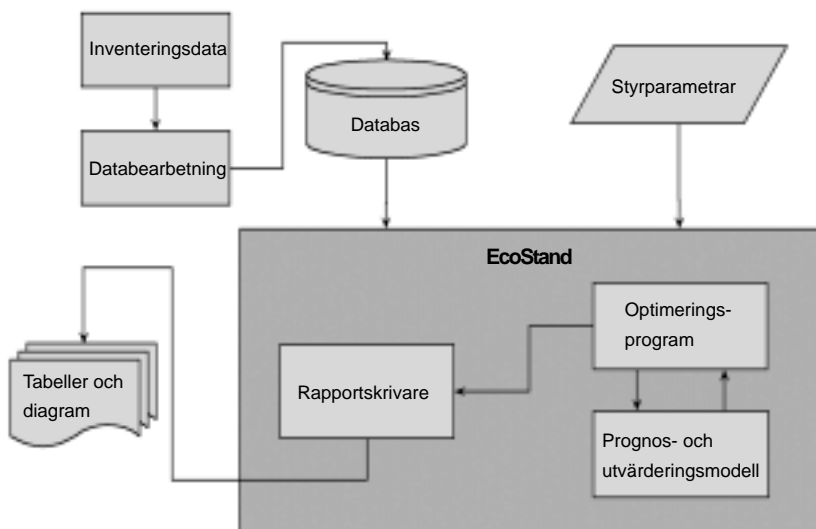 Inventeringsdata
Databearbetning
Databas
Styrparametrar
EcoStand
Optimerings-
program
Rapportskrivare
Prognos- och
utvärderingsmodell
Tabeller och
diagram